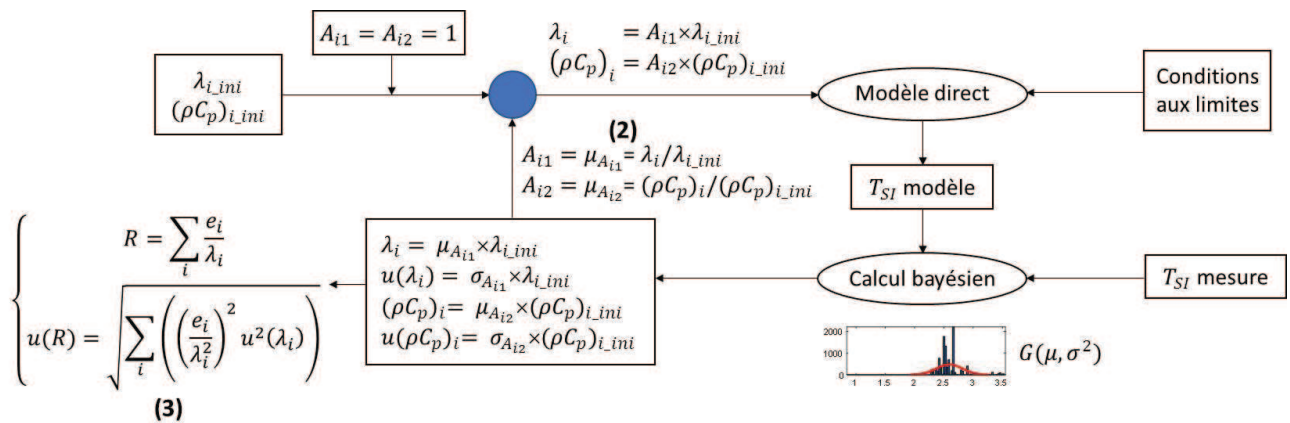 A_{i1} = A_{i2} = 1
λ_{i_ini}
(ρC_p)_{i_ini}
λ_i = A_{i1}×λ_{i_ini}
(ρC_p)_i = A_{i2}×(ρC_p)_{i_ini}
Modèle direct
Conditions
aux limites
(2)
A_{i1} = μ_{A_{i1}} = λ_i/λ_{i_ini}
A_{i2} = μ_{A_{i2}} = (ρC_p)_i/(ρC_p)_{i_ini}
T_{SI} modèle
R = ∑_i e_i/λ_i
u(R) = √(∑_i ((e_i/λ_i^2)^2 u^2(λ_i)))
(3)
λ_i = μ_{A_{i1}}×λ_{i_ini}
u(λ_i) = σ_{A_{i1}}×λ_{i_ini}
(ρC_p)_i = μ_{A_{i2}}×(ρC_p)_{i_ini}
u(ρC_p)_i = σ_{A_{i2}}×(ρC_p)_{i_ini}
Calcul bayésien
T_{SI} mesure
2000
1000
0
1 1.5 2 2.5 3 3.5
G(μ, σ^2)